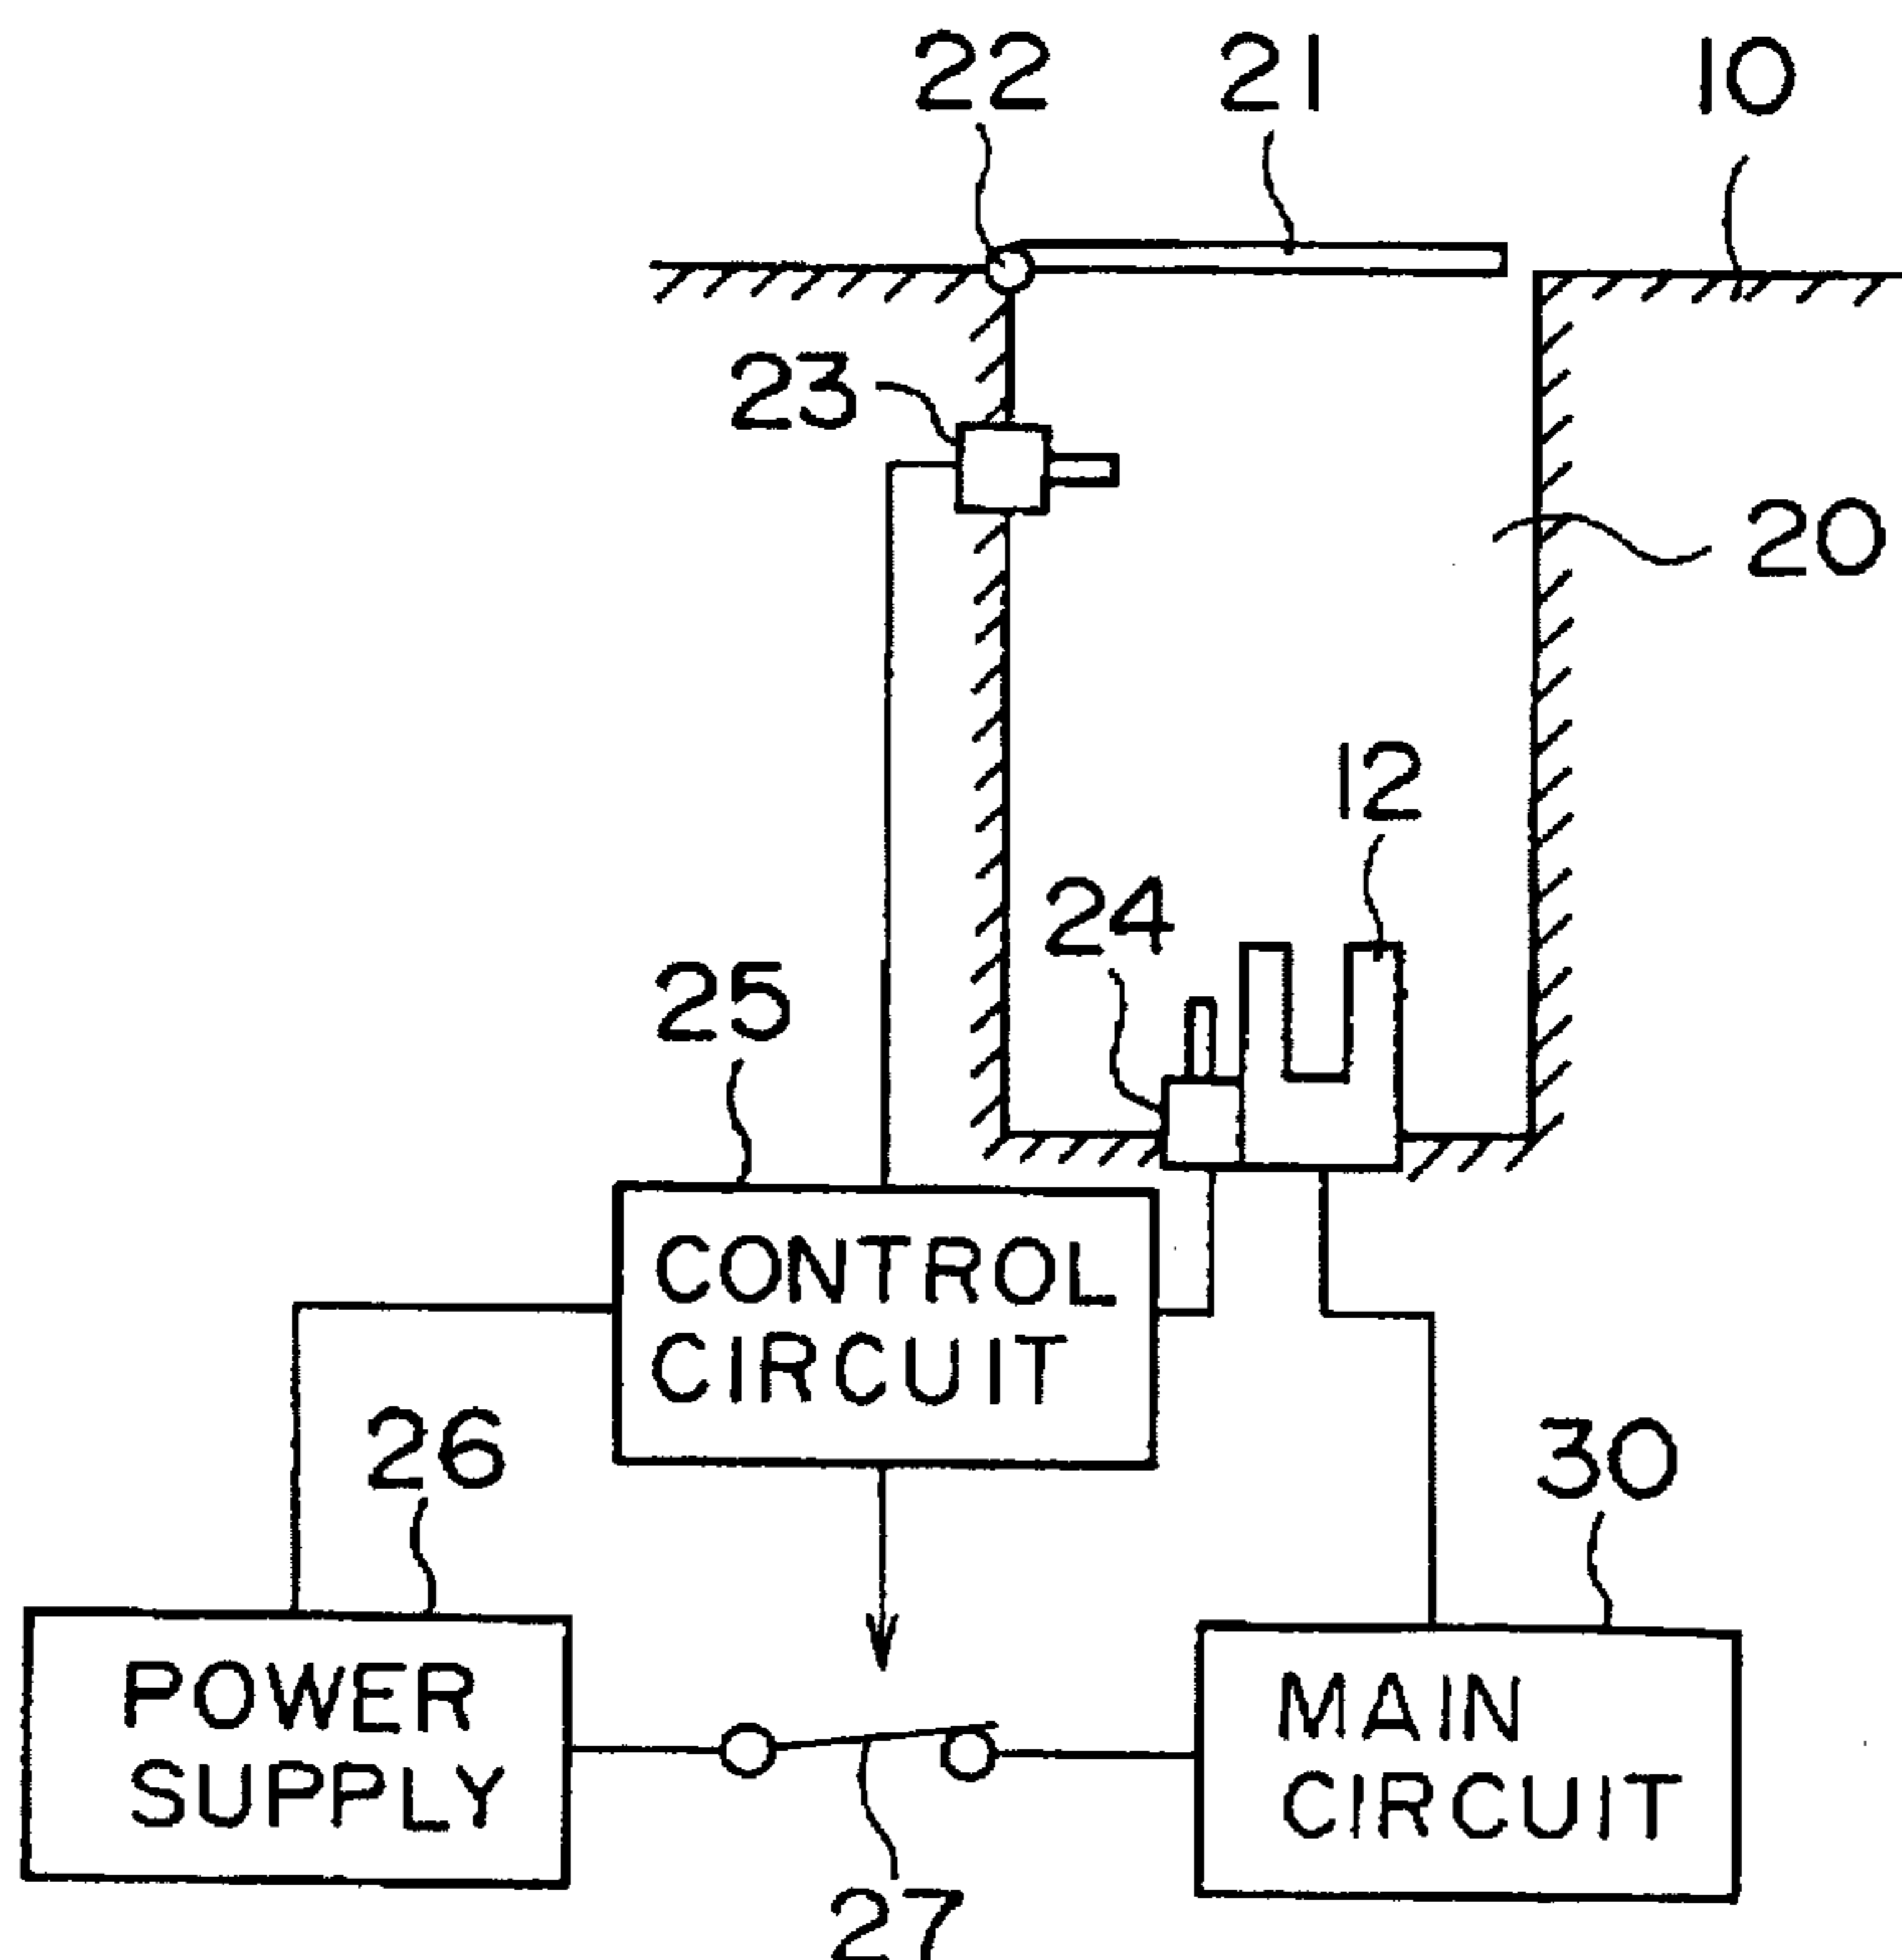 22 21 10
23
20
12
24
25
CONTROL
CIRCUIT
26
30
POWER
SUPPLY
MAIN
CIRCUIT
27